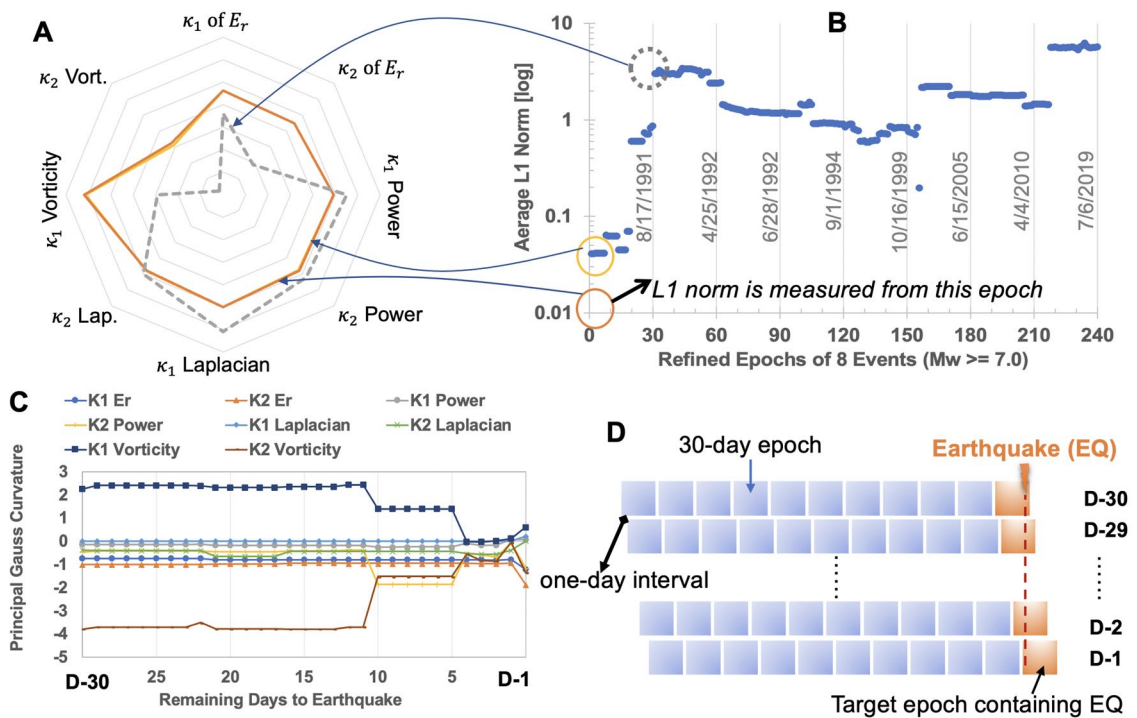 A
κ₁ of Eᵣ
κ₂ of Eᵣ
κ₁ Power
κ₂ Power
κ₁ Laplacian
κ₂ Lap.
κ₁ Vorticity
κ₂ Vort.
B
Aerage L1 Norm [log]
10
1
0.1
0.01
8/17/1991
4/25/1992
6/28/1992
9/1/1994
10/16/1999
6/15/2005
4/4/2010
7/6/2019
L1 norm is measured from this epoch
0 30 60 90 120 150 180 210 240
Refined Epochs of 8 Events (Mw >= 7.0)
C
K1 Er K2 Er K1 Power
K2 Power K1 Laplacian K2 Laplacian
K1 Vorticity K2 Vorticity
Principal Gauss Curvature
3
2
1
0
-1
-2
-3
-4
-5
D-30 25 20 15 10 5 D-1
Remaining Days to Earthquake
D
30-day epoch
Earthquake (EQ)
D-30
D-29
one-day interval
D-2
D-1
Target epoch containing EQ